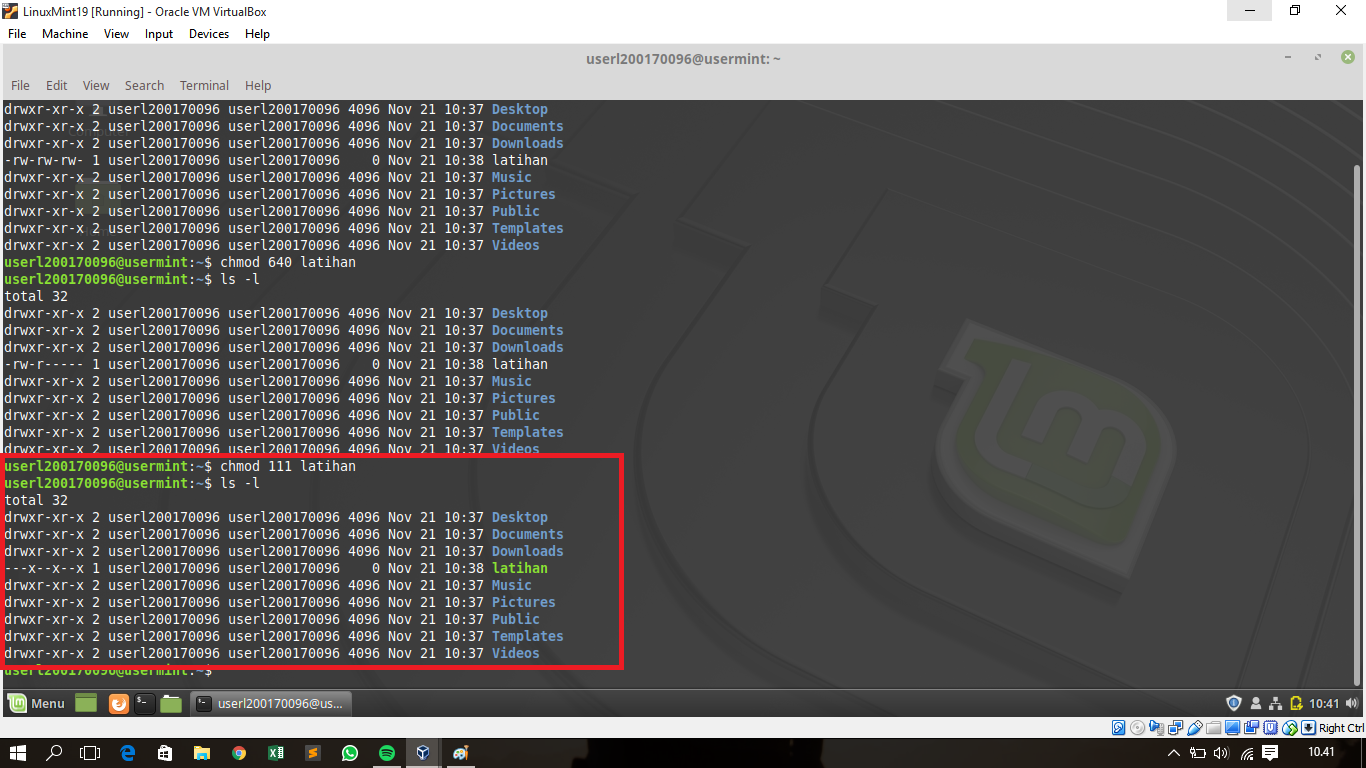 LinuxMint19 [Running] - Oracle VM VirtualBox
File Machine View Input Devices Help
userl200170096@usermint: ~
File Edit View Search Terminal Help
drwxr-xr-x 2 userl200170096 userl200170096 4096 Nov 21 10:37 Desktop
drwxr-xr-x 2 userl200170096 userl200170096 4096 Nov 21 10:37 Documents
drwxr-xr-x 2 userl200170096 userl200170096 4096 Nov 21 10:37 Downloads
-rw-rw-rw- 1 userl200170096 userl200170096    0 Nov 21 10:38 latihan
drwxr-xr-x 2 userl200170096 userl200170096 4096 Nov 21 10:37 Music
drwxr-xr-x 2 userl200170096 userl200170096 4096 Nov 21 10:37 Pictures
drwxr-xr-x 2 userl200170096 userl200170096 4096 Nov 21 10:37 Public
drwxr-xr-x 2 userl200170096 userl200170096 4096 Nov 21 10:37 Templates
drwxr-xr-x 2 userl200170096 userl200170096 4096 Nov 21 10:37 Videos
userl200170096@usermint:~$ chmod 640 latihan
userl200170096@usermint:~$ ls -l
total 32
drwxr-xr-x 2 userl200170096 userl200170096 4096 Nov 21 10:37 Desktop
drwxr-xr-x 2 userl200170096 userl200170096 4096 Nov 21 10:37 Documents
drwxr-xr-x 2 userl200170096 userl200170096 4096 Nov 21 10:37 Downloads
-rw-r----- 1 userl200170096 userl200170096    0 Nov 21 10:38 latihan
drwxr-xr-x 2 userl200170096 userl200170096 4096 Nov 21 10:37 Music
drwxr-xr-x 2 userl200170096 userl200170096 4096 Nov 21 10:37 Pictures
drwxr-xr-x 2 userl200170096 userl200170096 4096 Nov 21 10:37 Public
drwxr-xr-x 2 userl200170096 userl200170096 4096 Nov 21 10:37 Templates
drwxr-xr-x 2 userl200170096 userl200170096 4096 Nov 21 10:37 Videos
userl200170096@usermint:~$ chmod 111 latihan
userl200170096@usermint:~$ ls -l
total 32
drwxr-xr-x 2 userl200170096 userl200170096 4096 Nov 21 10:37 Desktop
drwxr-xr-x 2 userl200170096 userl200170096 4096 Nov 21 10:37 Documents
drwxr-xr-x 2 userl200170096 userl200170096 4096 Nov 21 10:37 Downloads
---x--x--x 1 userl200170096 userl200170096    0 Nov 21 10:38 latihan
drwxr-xr-x 2 userl200170096 userl200170096 4096 Nov 21 10:37 Music
drwxr-xr-x 2 userl200170096 userl200170096 4096 Nov 21 10:37 Pictures
drwxr-xr-x 2 userl200170096 userl200170096 4096 Nov 21 10:37 Public
drwxr-xr-x 2 userl200170096 userl200170096 4096 Nov 21 10:37 Templates
drwxr-xr-x 2 userl200170096 userl200170096 4096 Nov 21 10:37 Videos
userl200170096@usermint:~$
Menu userl200170096@us... 10:41
Right Ctrl
10.41